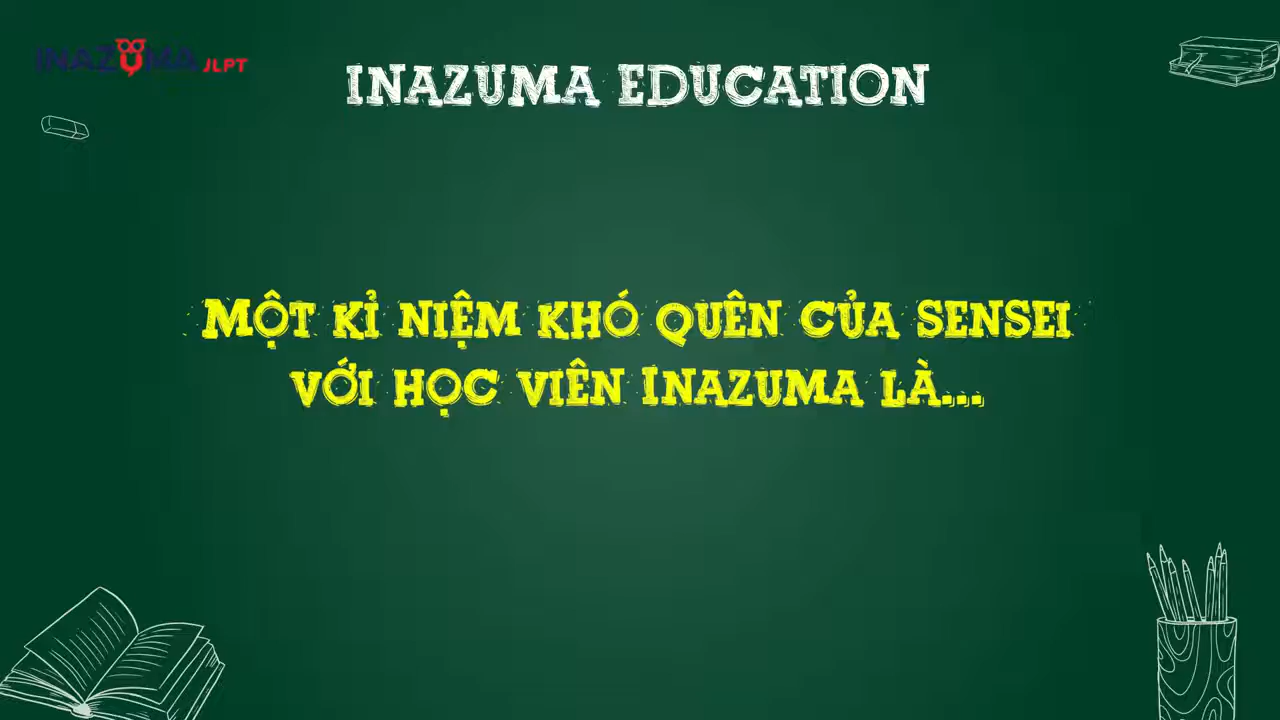 INAZUMA JLPT
INAZUMA EDUCATION
MỘT KỈ NIỆM KHÓ QUÊN CỦA SENSEI
VỚI HỌC VIÊN INAZUMA LÀ...